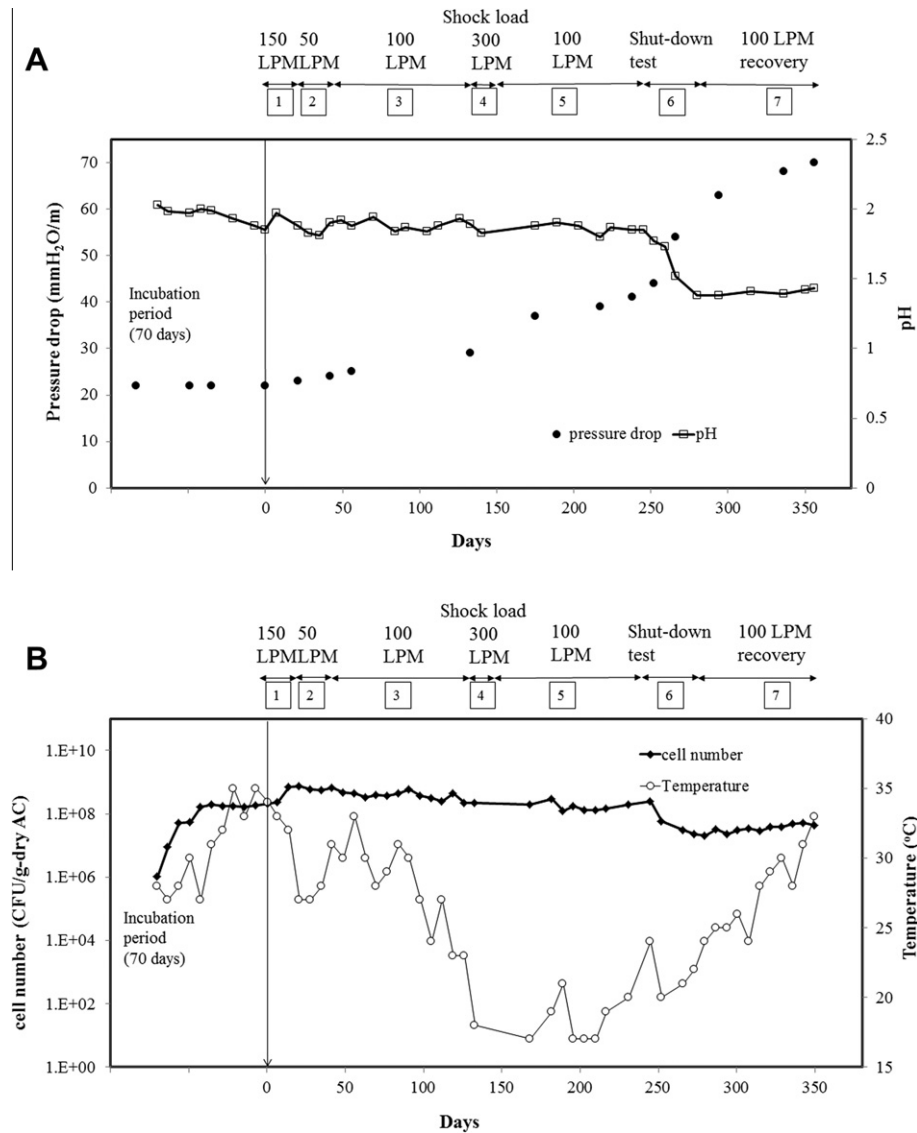 A
Shock load
150 50 100 300 100 Shut-down 100 LPM
LPM LPM LPM LPM LPM test recovery
1 2 3 4 5 6 7
70
60
50
40
30
20
10
0
Pressure drop (mmH2O/m)
2.5
2
1.5
1
0.5
0
pH
Incubation
period
(70 days)
pressure drop pH
0 50 100 150 200 250 300 350
Days
B
Shock load
150 50 100 300 100 Shut-down 100 LPM
LPM LPM LPM LPM LPM test recovery
1 2 3 4 5 6 7
1.E+10
1.E+08
1.E+06
1.E+04
1.E+02
1.E+00
cell number (CFU/g-dry AC)
40
35
30
25
20
15
Temperature (°C)
cell number
Temperature
Incubation
period
(70 days)
0 50 100 150 200 250 300 350
Days